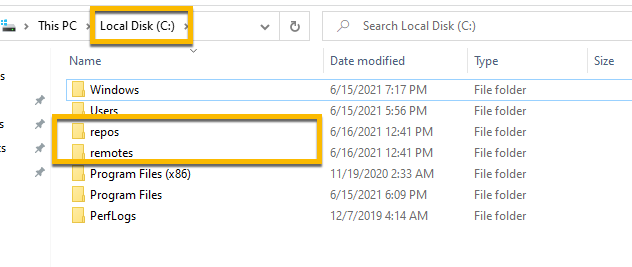 This PC > Local Disk (C:) >
Search Local Disk (C:)
Name Date modified Type Size
Windows 6/15/2021 7:17 PM File folder
Users 6/15/2021 5:56 PM File folder
repos 6/16/2021 12:41 PM File folder
remotes 6/16/2021 12:41 PM File folder
Program Files (x86) 11/19/2020 2:33 AM File folder
Program Files 6/15/2021 6:09 PM File folder
PerfLogs 12/7/2019 4:14 AM File folder